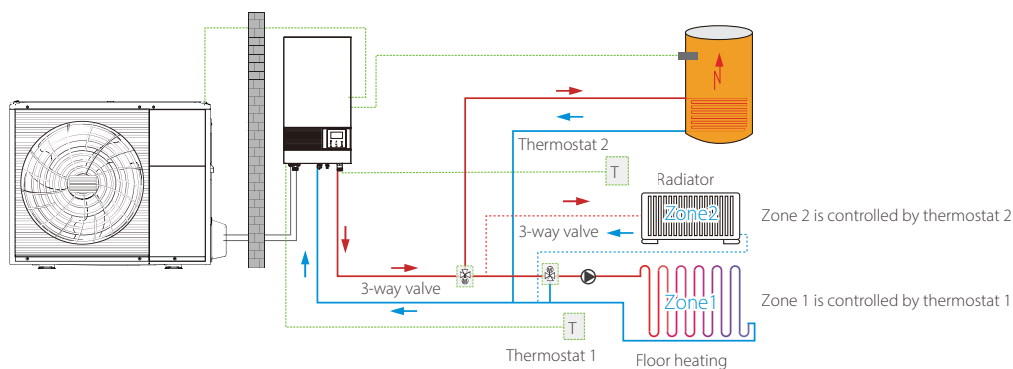 Thermostat 2
T
Radiator
Zone2
Zone 2 is controlled by thermostat 2
3-way valve
3-way valve
Zone1
Zone 1 is controlled by thermostat 1
T
Thermostat 1
Floor heating